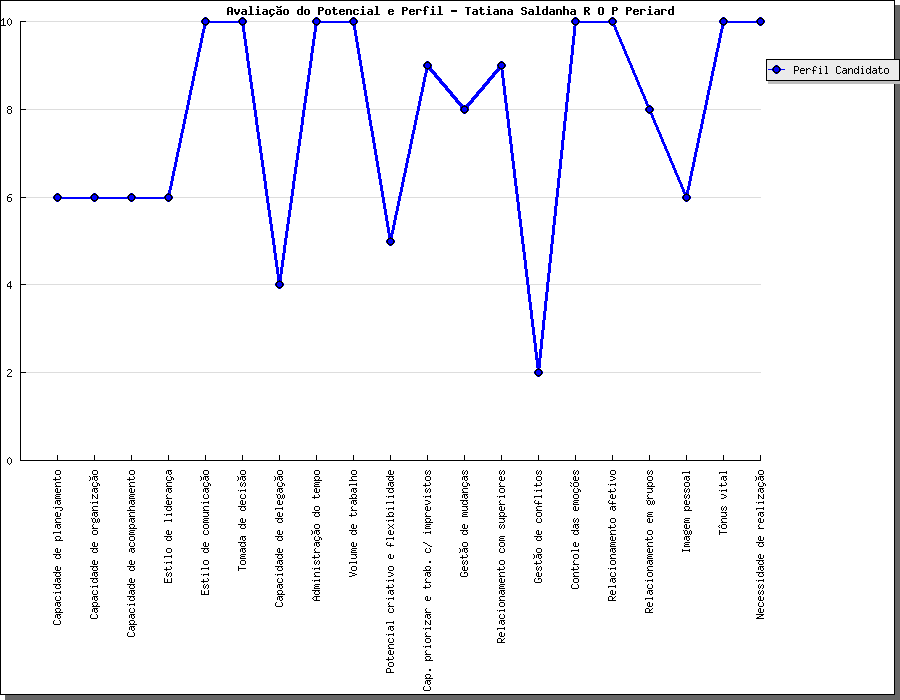 Avaliação do Potencial e Perfil - Tatiana Saldanha R O P Periard
10
8
6
4
2
0
Perfil Candidato
Capacidade de planejamento
Capacidade de organização
Capacidade de acompanhamento
Estilo de liderança
Estilo de comunicação
Tomada de decisão
Capacidade de delegação
Administração do tempo
Volume de trabalho
Potencial criativo e flexibilidade
Cap. priorizar e trab. c/ imprevistos
Gestão de mudanças
Relacionamento com superiores
Gestão de conflitos
Controle das emoções
Relacionamento afetivo
Relacionamento em grupos
Imagem pessoal
Tônus vital
Necessidade de realização